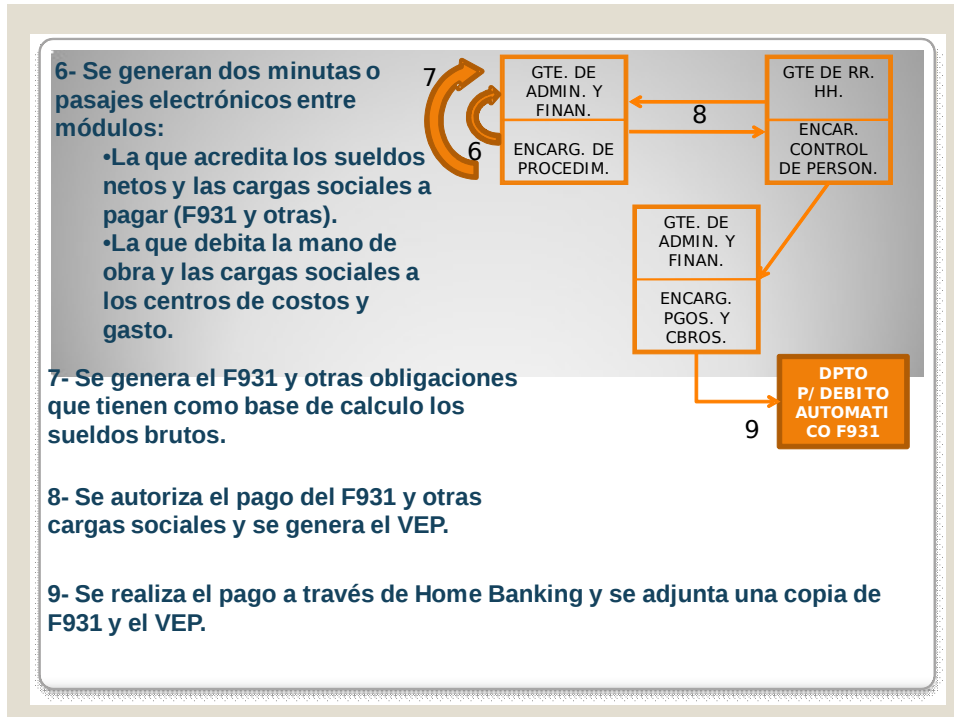 6- Se generan dos minutas o
pasajes electrónicos entre
módulos:
•La que acredita los sueldos
netos y las cargas sociales a
pagar (F931 y otras).
•La que debita la mano de
obra y las cargas sociales a
los centros de costos y
gasto.
7- Se genera el F931 y otras obligaciones
que tienen como base de calculo los
sueldos brutos.
8- Se autoriza el pago del F931 y otras
cargas sociales y se genera el VEP.
9- Se realiza el pago a través de Home Banking y se adjunta una copia de
F931 y el VEP.
7
6
GTE. DE
ADMIN. Y
FINAN.
ENCARG. DE
PROCEDIM.
8
GTE DE RR.
HH.
ENCAR.
CONTROL
DE PERSON.
GTE. DE
ADMIN. Y
FINAN.
ENCARG.
PGOS. Y
CBROS.
9
DPTO
P/ DEBITO
AUTOMATI
CO F931